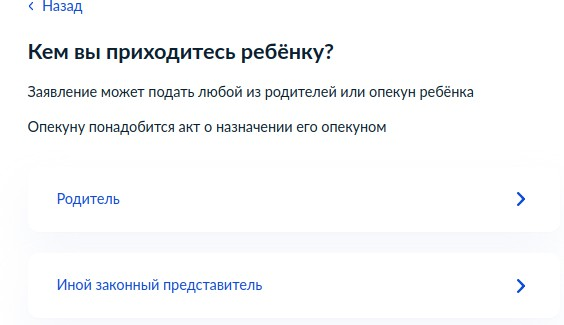 Назад
Кем вы приходитесь ребёнку?
Заявление может подать любой из родителей или опекун ребёнка
Опекуну понадобится акт о назначении его опекуном
Родитель
Иной законный представитель